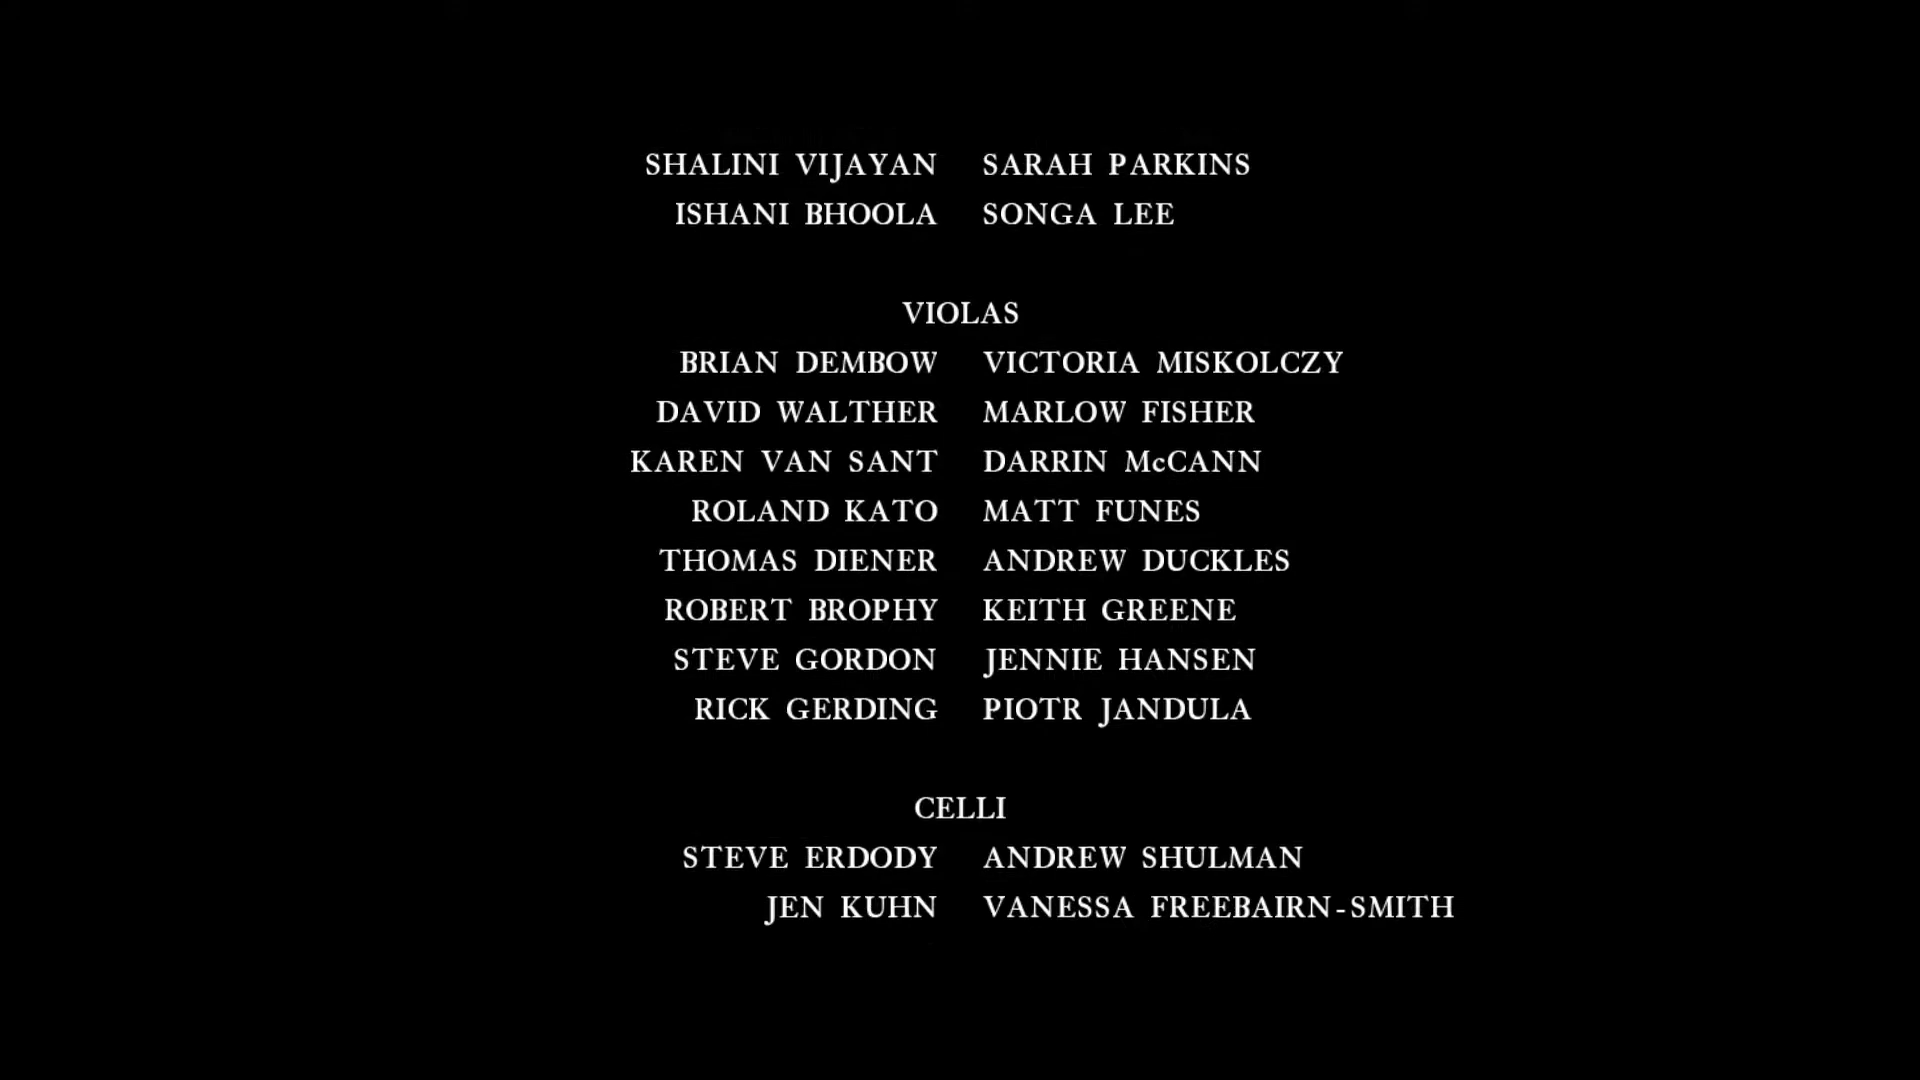 SHALINI VIJAYAN SARAH PARKINS
ISHANI BHOOLA SONGA LEE
VIOLAS
BRIAN DEMBOW VICTORIA MISKOLCZY
DAVID WALTHER MARLOW FISHER
KAREN VAN SANT DARRIN McCANN
ROLAND KATO MATT FUNES
THOMAS DIENER ANDREW DUCKLES
ROBERT BROPHY KEITH GREENE
STEVE GORDON JENNIE HANSEN
RICK GERDING PIOTR JANDULA
CELLI
STEVE ERDODY ANDREW SHULMAN
JEN KUHN VANESSA FREEBAIRN-SMITH